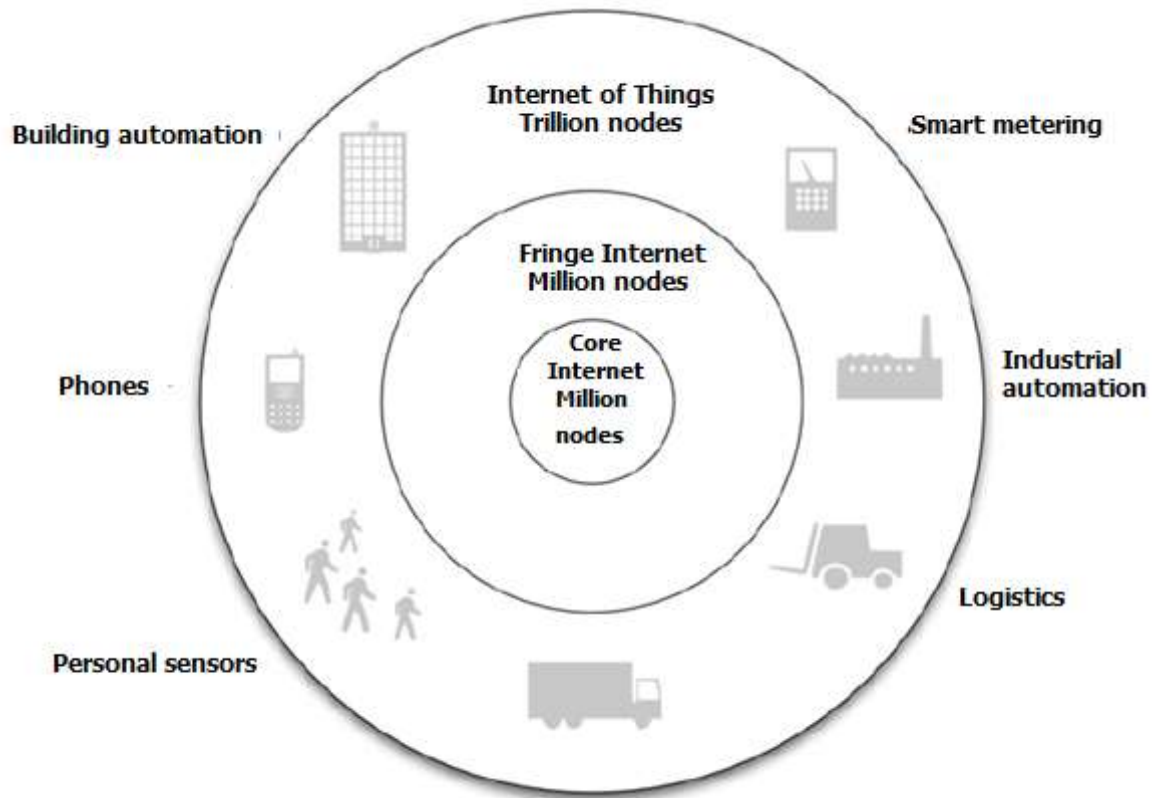 Internet of Things
Trillion nodes
Building automation
Smart metering
Fringe Internet
Million nodes
Core
Internet
Million
nodes
Phones
Industrial
automation
Logistics
Personal sensors